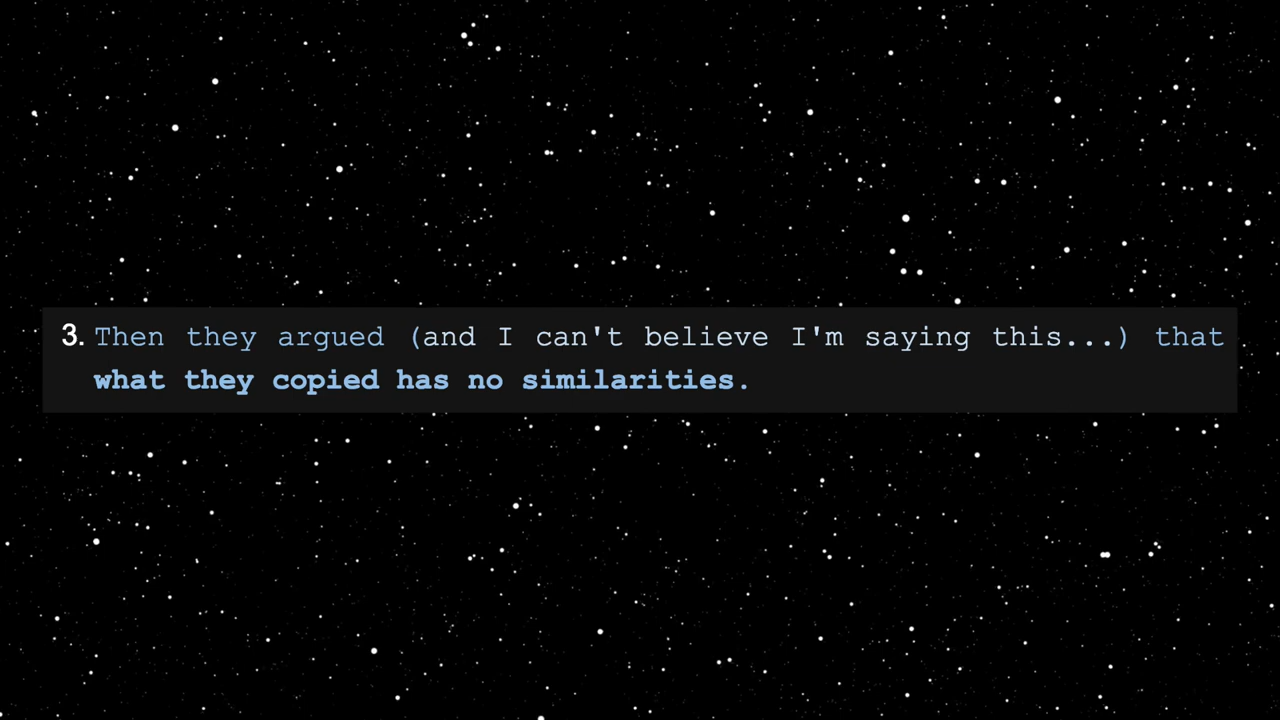 3. Then they argued (and I can't believe I'm saying this...) that
what they copied has no similarities.